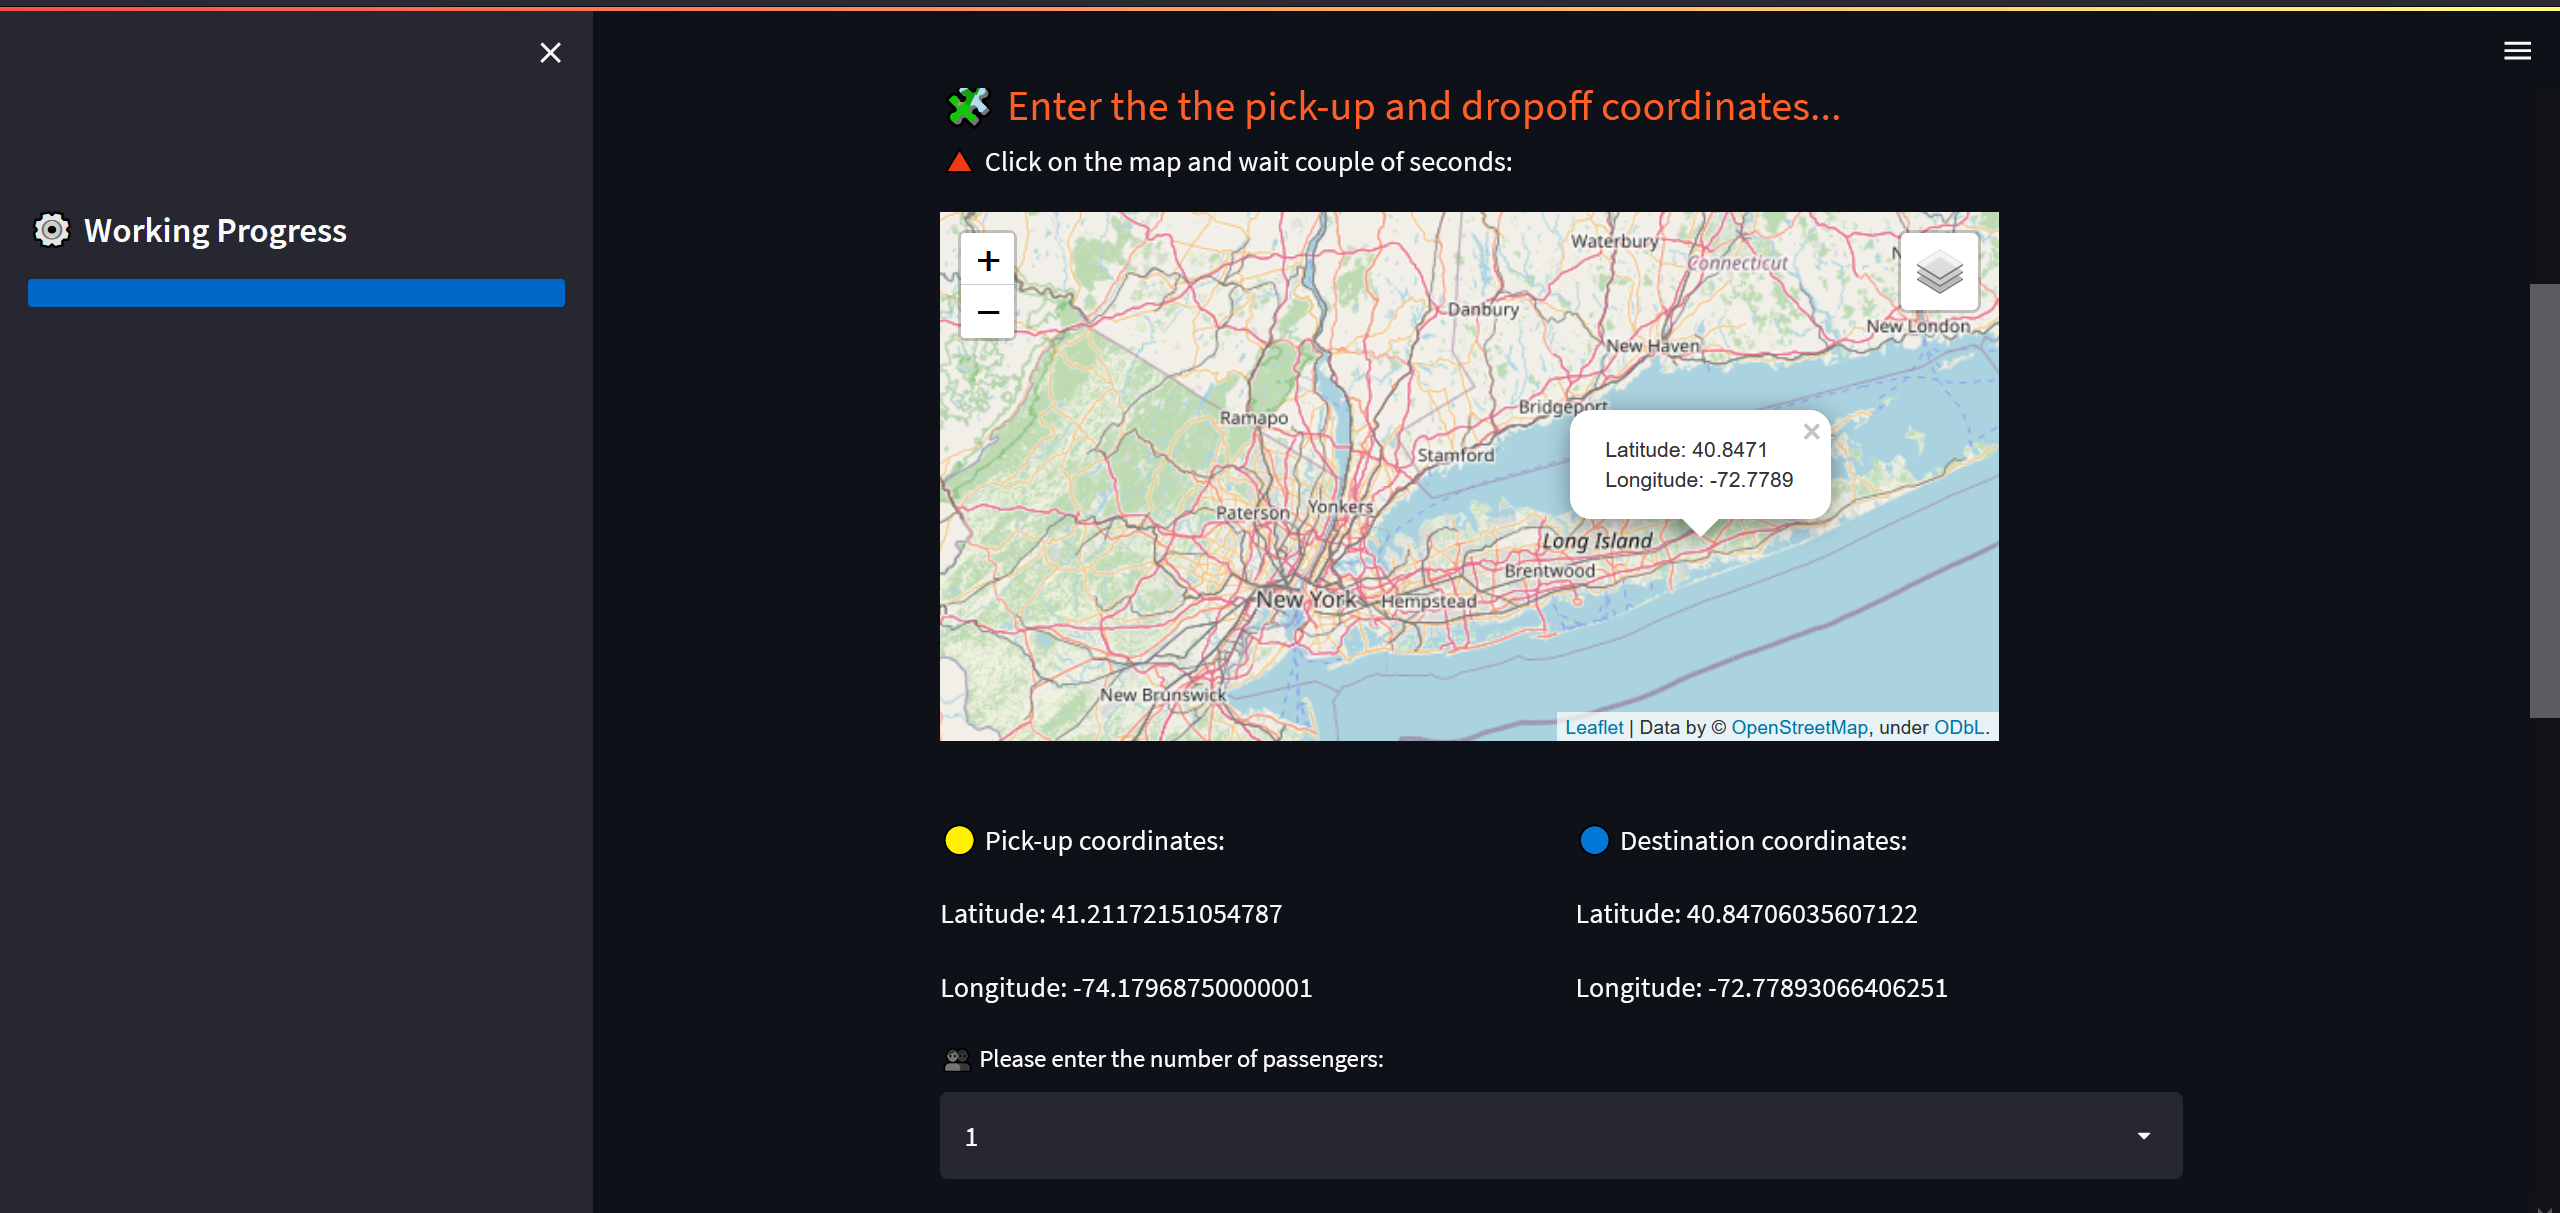 Working Progress
Enter the the pick-up and dropoff coordinates...
Click on the map and wait couple of seconds:
+
−
Waterbury
Connecticut
Danbury
New London
New Haven
Ramapo
Bridgeport
Latitude: 40.8471
Longitude: -72.7789
Stamford
Paterson
Yonkers
Long Island
Brentwood
New York
Hempstead
New Brunswick
Leaflet | Data by © OpenStreetMap, under ODbL.
Pick-up coordinates:
Destination coordinates:
Latitude: 41.21172151054787
Latitude: 40.84706035607122
Longitude: -74.17968750000001
Longitude: -72.77893066406251
Please enter the number of passengers:
1